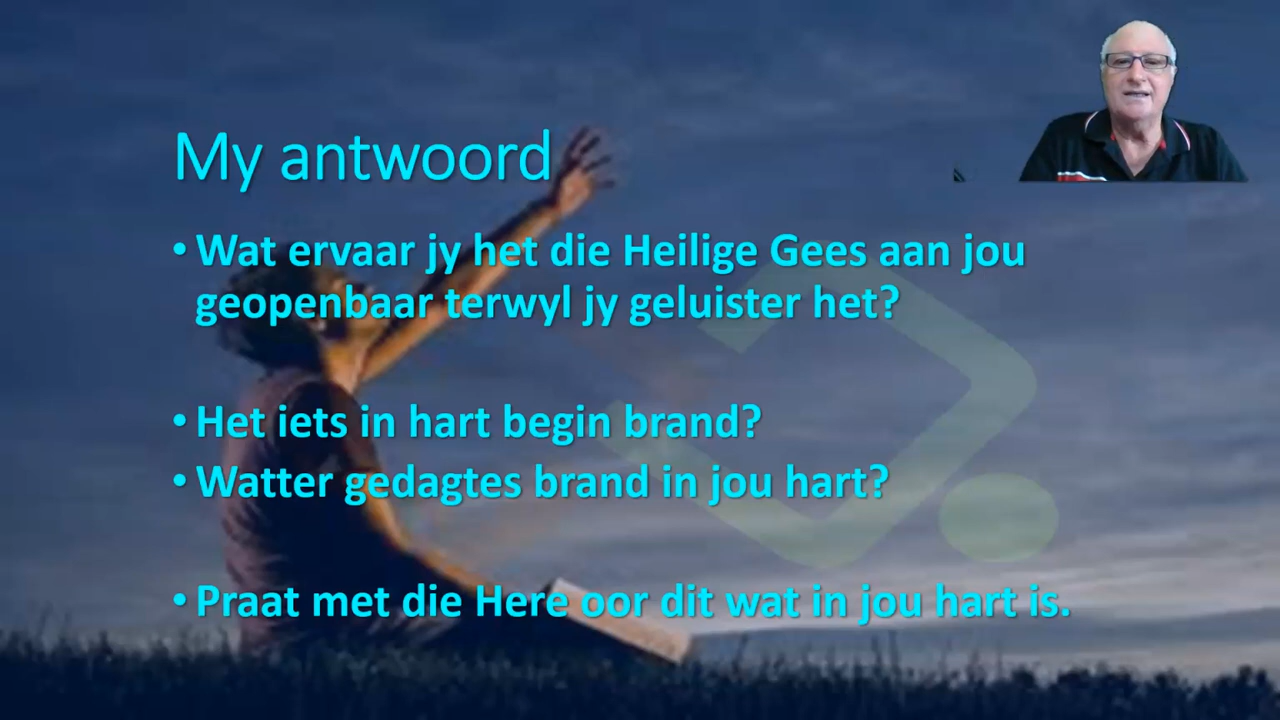 My antwoord
• Wat ervaar jy het die Heilige Gees aan jou
geopenbaar terwyl jy geluister het?
• Het iets in hart begin brand?
• Watter gedagtes brand in jou hart?
• Praat met die Here oor dit wat in jou hart is.